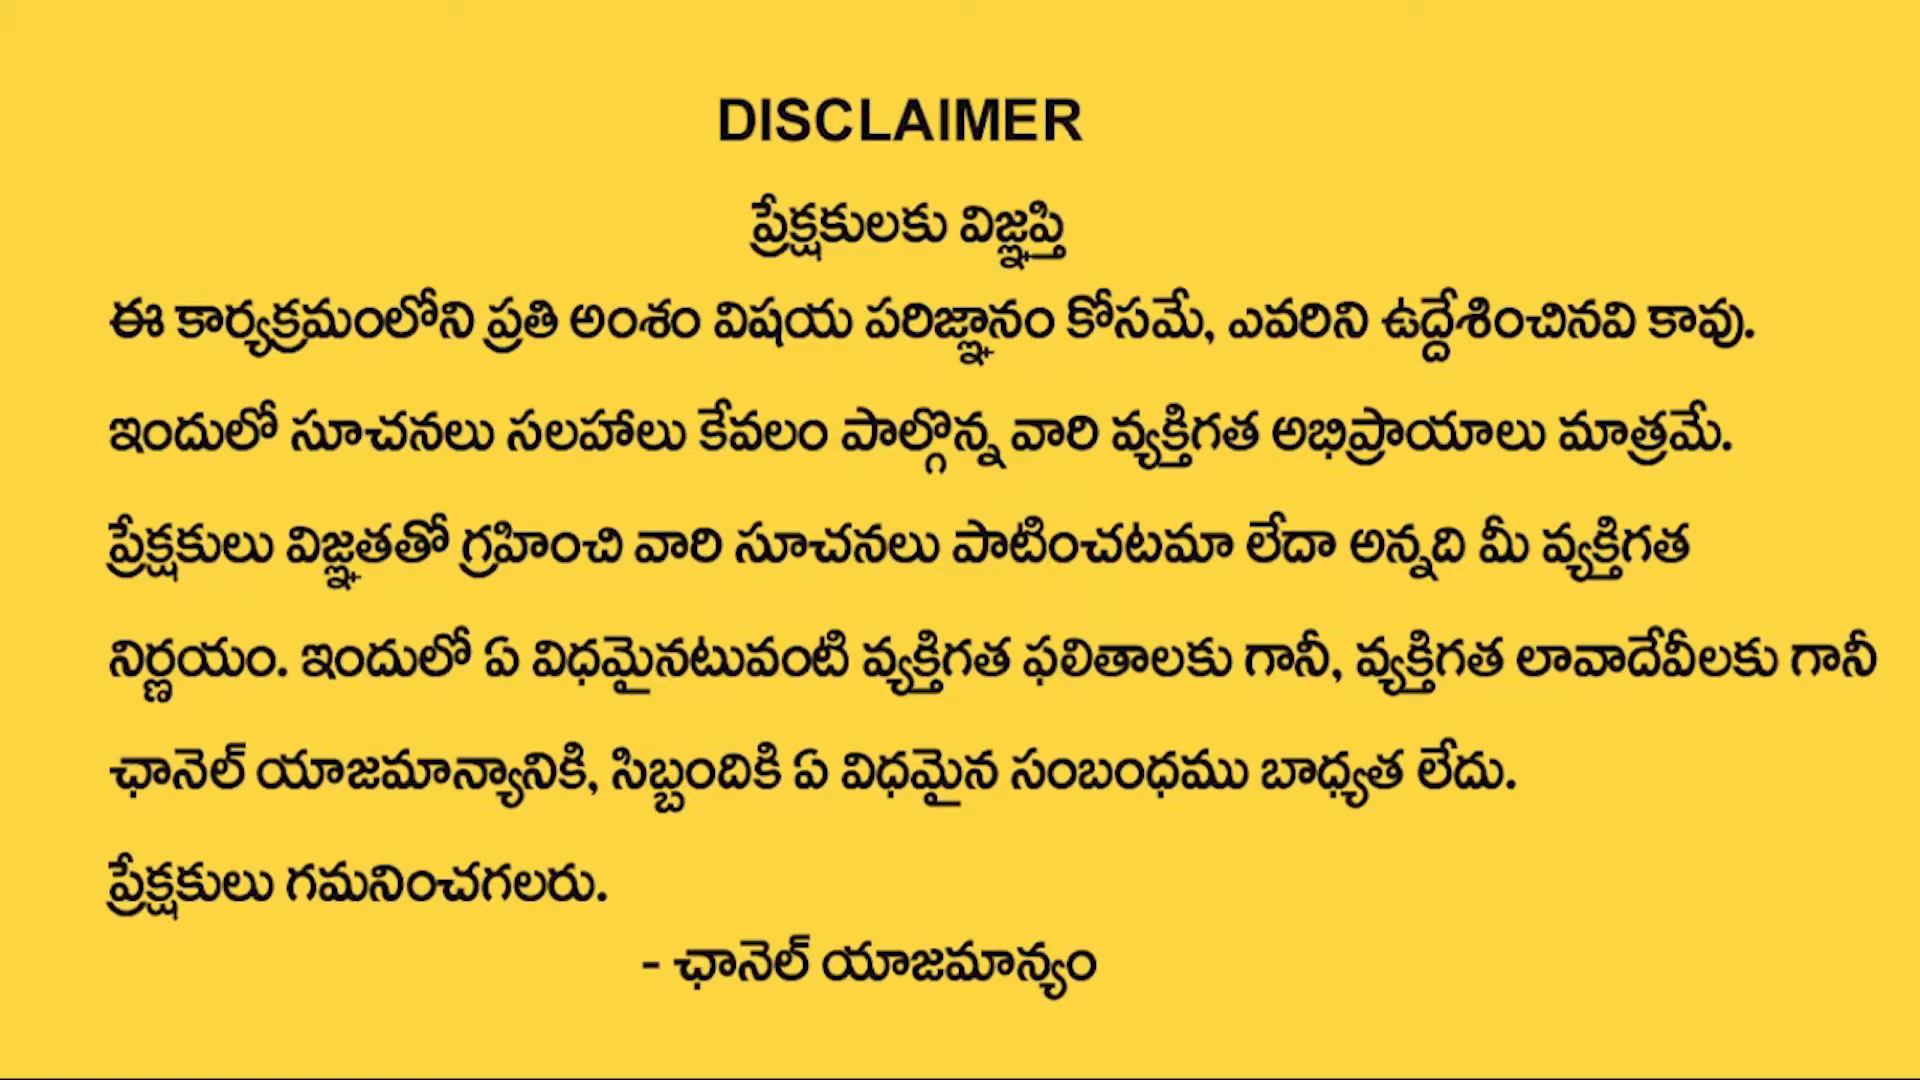 DISCLAIMER
ప్రేక్షకులకు విజ్ఞప్తి
ఈ కార్యక్రమంలోని ప్రతి అంశం విషయ పరిజ్ఞానం కోసమే, ఎవరిని ఉద్దేశించినవి కావు.
ఇందులో సూచనలు సలహాలు కేవలం పాల్గొన్న వారి వ్యక్తిగత అభిప్రాయాలు మాత్రమే.
ప్రేక్షకులు విజ్ఞతతో గ్రహించి వారి సూచనలు పాటించటమా లేదా అన్నది మీ వ్యక్తిగత
నిర్ణయం. ఇందులో ఏ విధమైనటువంటి వ్యక్తిగత ఫలితాలకు గానీ, వ్యక్తిగత లావాదేవీలకు గానీ
ఛానెల్ యాజమాన్యానికి, సిబ్బందికి ఏ విధమైన సంబంధము బాధ్యత లేదు.
ప్రేక్షకులు గమనించగలరు.
- ఛానెల్ యాజమాన్యం